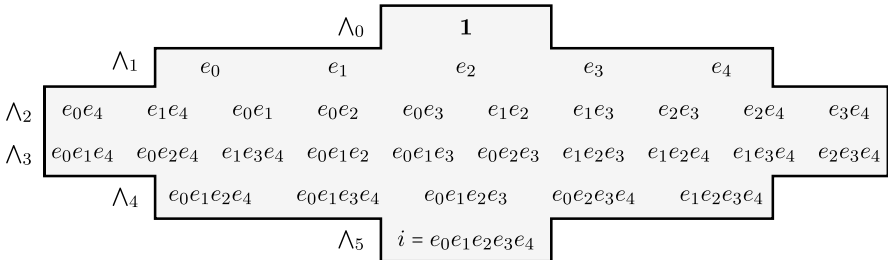 ⋀₀ 1
⋀₁ e₀ e₁ e₂ e₃ e₄
⋀₂ e₀e₄ e₁e₄ e₀e₁ e₀e₂ e₀e₃ e₁e₂ e₁e₃ e₂e₃ e₂e₄ e₃e₄
⋀₃ e₀e₁e₄ e₀e₂e₄ e₁e₃e₄ e₀e₁e₂ e₀e₁e₃ e₀e₂e₃ e₁e₂e₃ e₁e₂e₄ e₁e₃e₄ e₂e₃e₄
⋀₄ e₀e₁e₂e₄ e₀e₁e₃e₄ e₀e₁e₂e₃ e₀e₂e₃e₄ e₁e₂e₃e₄
⋀₅ i = e₀e₁e₂e₃e₄